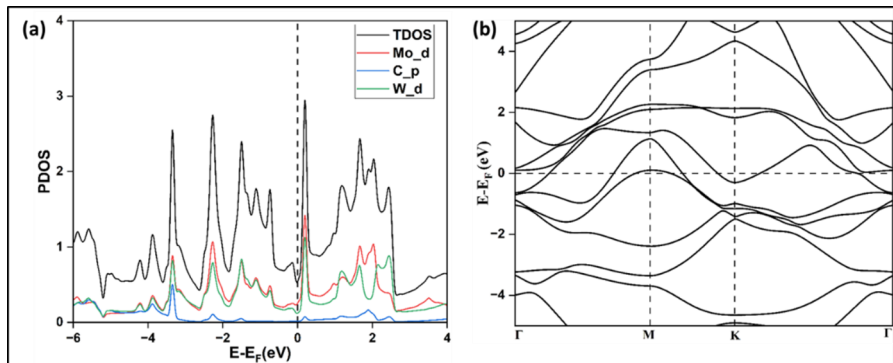 (a)
TDOS
Mo_d
C_p
W_d
PDOS
4
3
2
1
0
-6
-4
-2
0
2
4
E-E_F(eV)
(b)
E-E_F (eV)
4
2
0
-2
-4
Γ
M
K
Γ